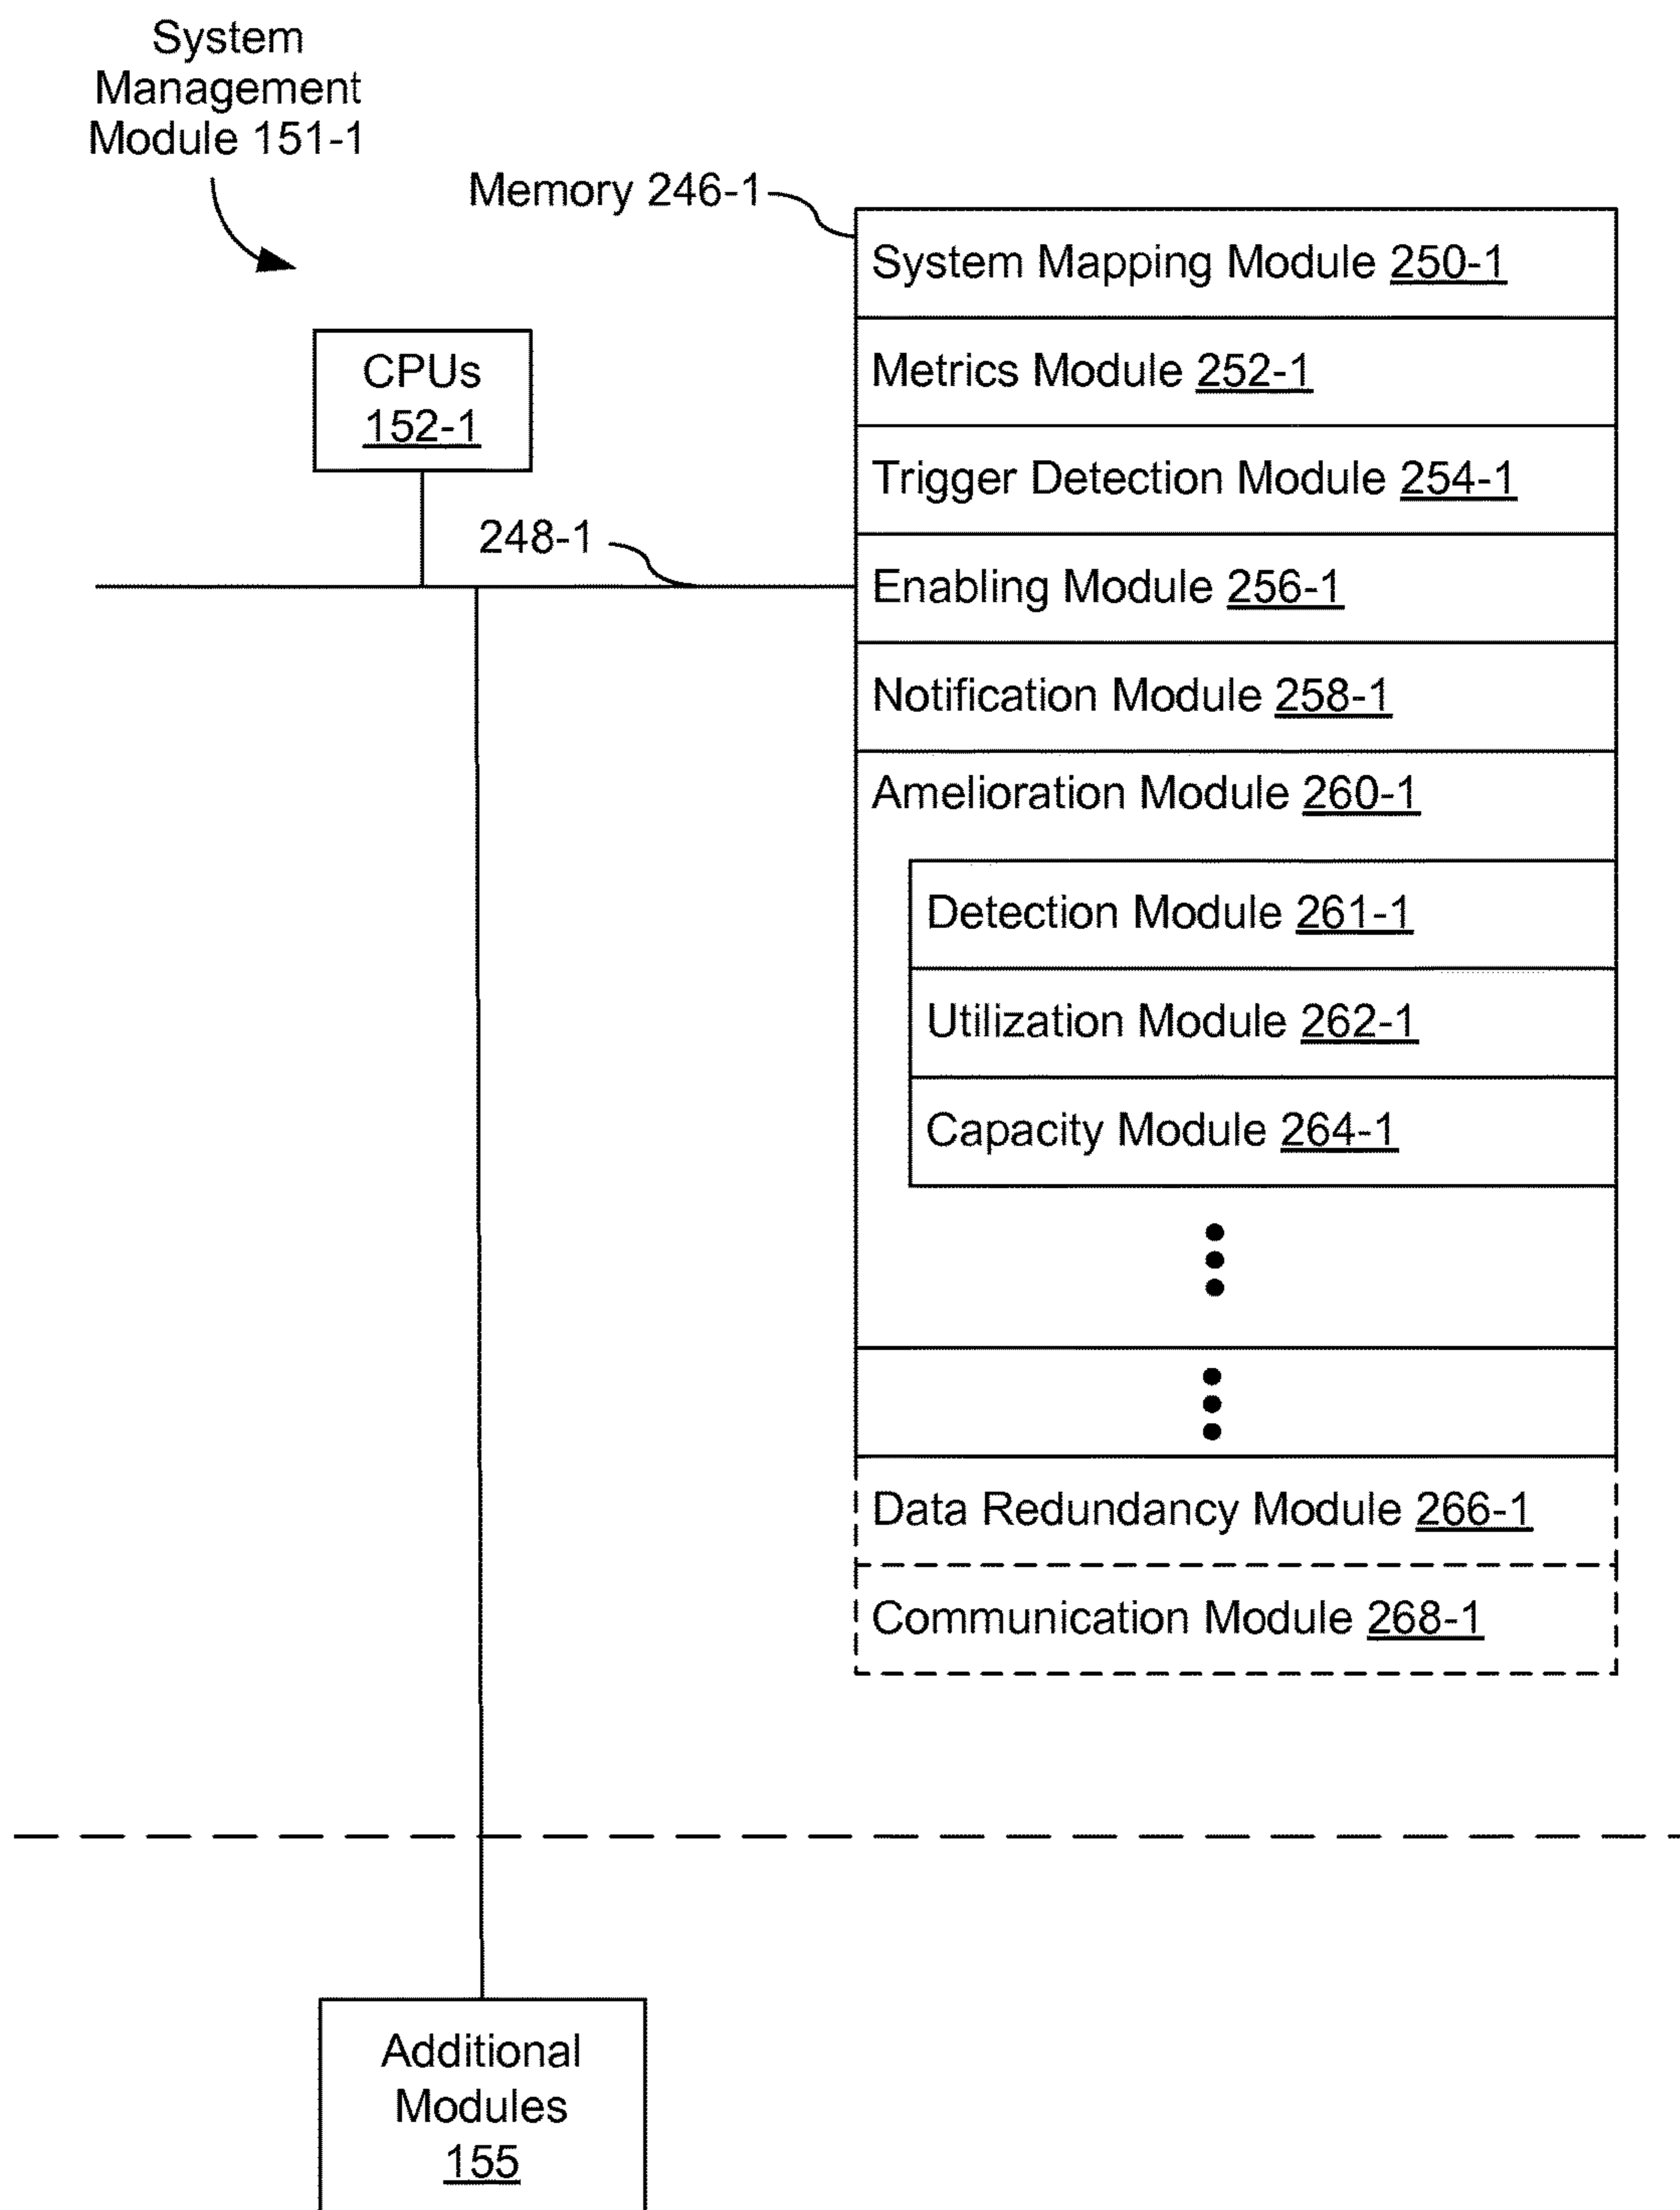 System
Management
Module 151-1
Memory 246-1
System Mapping Module 250-1
CPUs
152-1
Metrics Module 252-1
Trigger Detection Module 254-1
248-1
Enabling Module 256-1
Notification Module 258-1
Amelioration Module 260-1
Detection Module 261-1
Utilization Module 262-1
Capacity Module 264-1
Data Redundancy Module 266-1
Communication Module 268-1
Additional
Modules
155